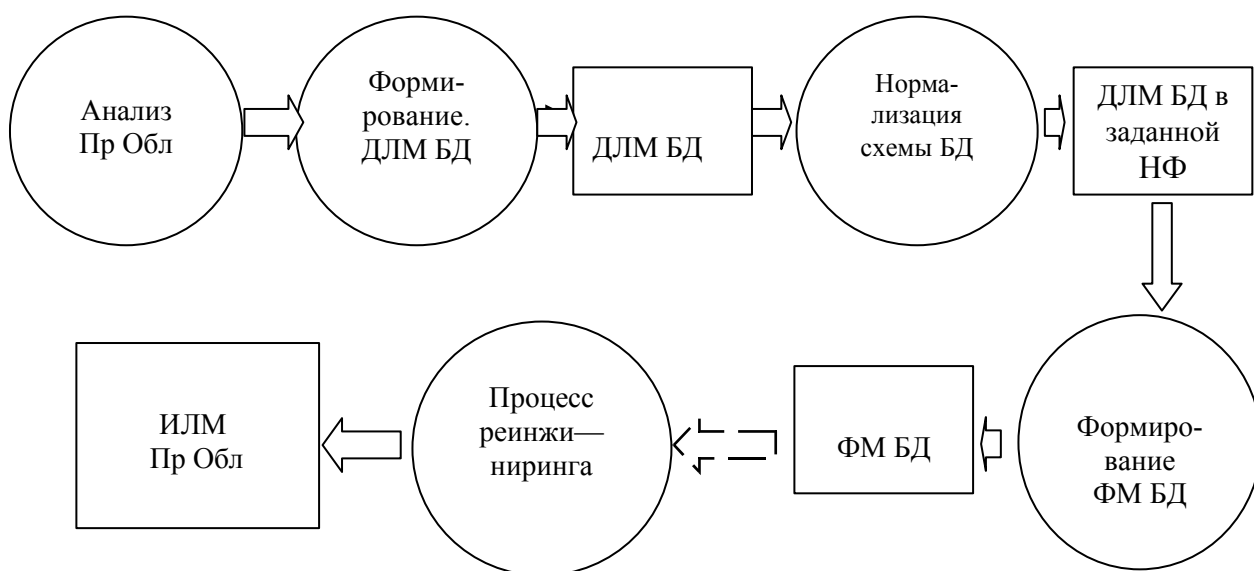 Анализ
Пр Обл
Форми-
рование.
ДЛМ БД
ДЛМ БД
Норма-
лизация
схемы БД
ДЛМ БД в
заданной
НФ
ИЛМ
Пр Обл
Процесс
реинжи—
ниринга
ФМ БД
Формиро-
вание
ФМ БД